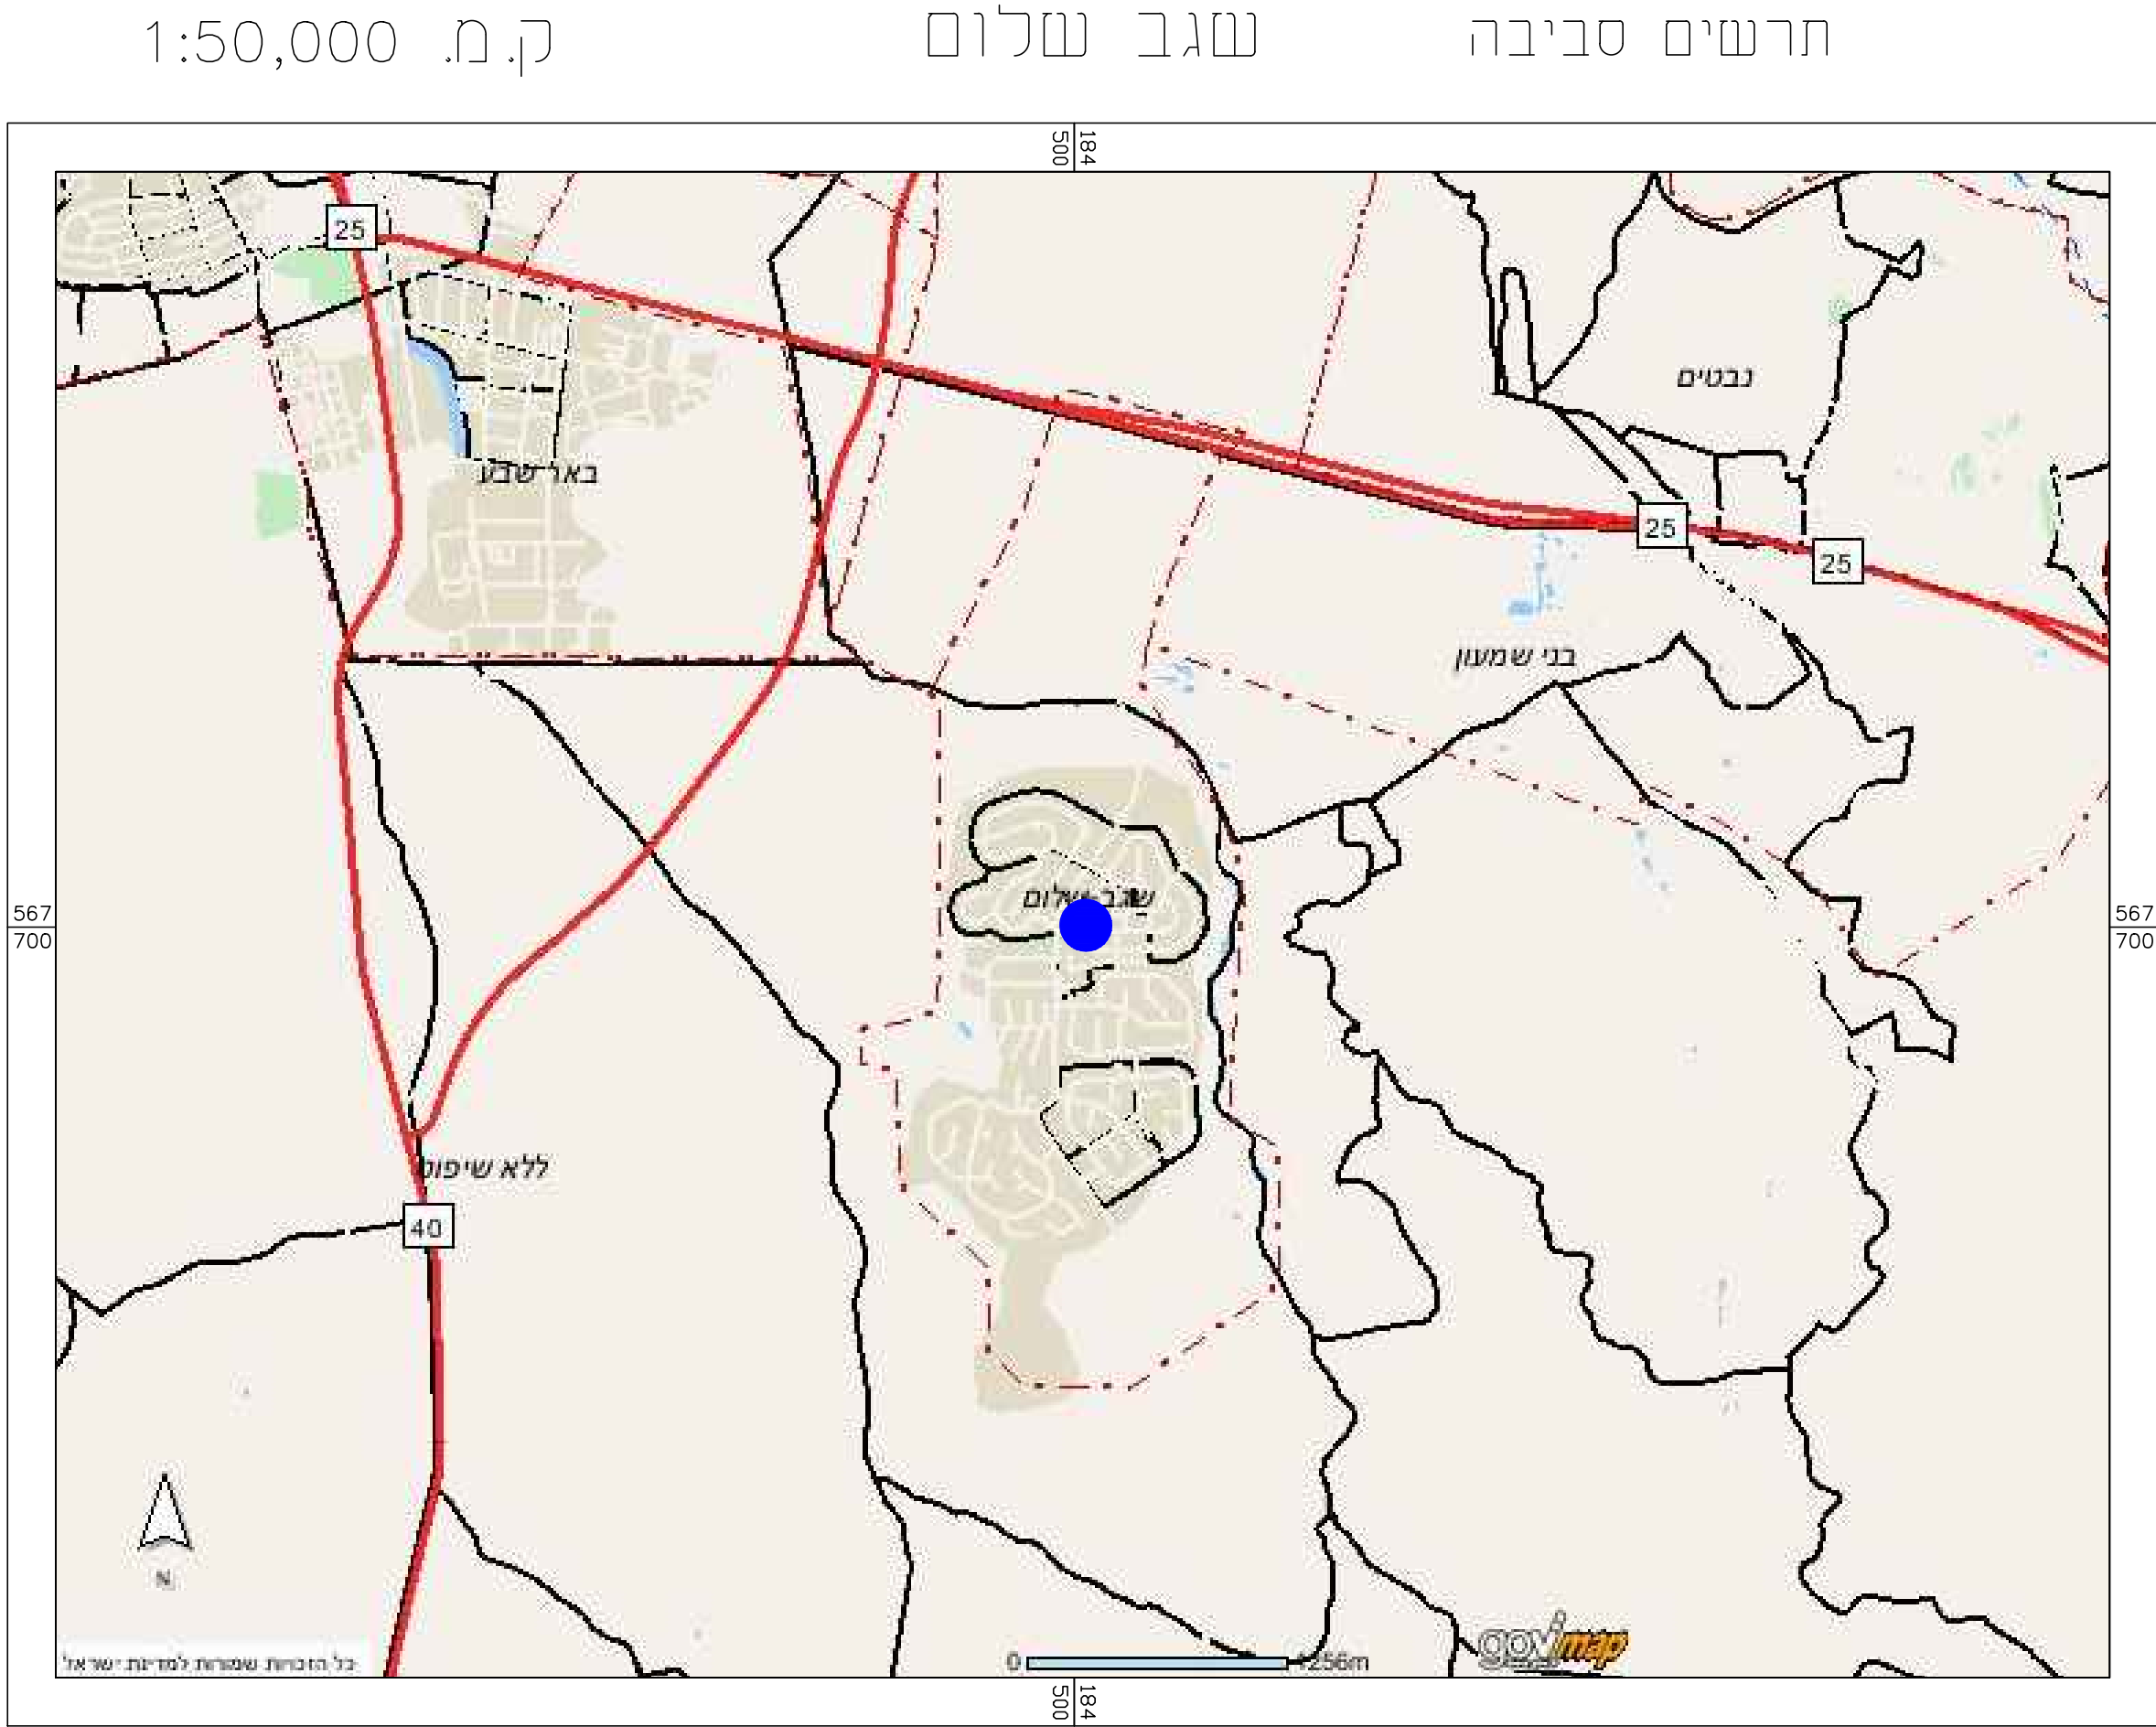 תרשים סביבה שגב שלום ק.מ. 1:50,000
184
500
25
נבטים
באר שבע
25
25
בני שמעון
שגב-שלום
567
700
567
700
ללא שיפוט
40
N
כל הזכויות שמורות למדינת ישראל
0 1256m
govmap
184
500